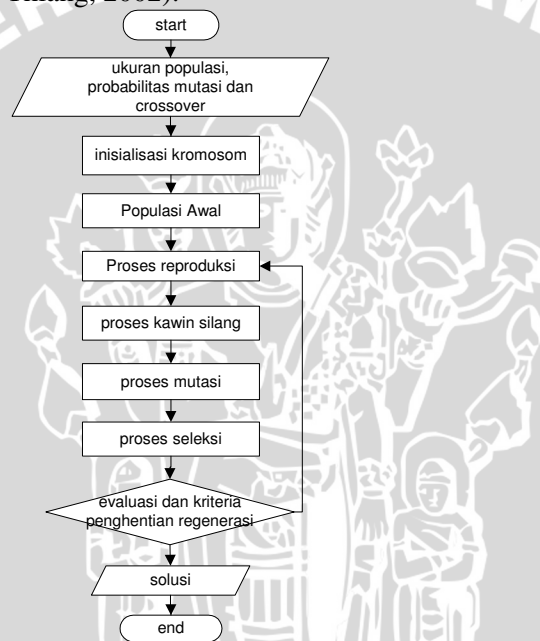 2002).
start
ukuran populasi,
probabilitas mutasi dan
crossover
inisialisasi kromosom
Populasi Awal
Proses reproduksi
proses kawin silang
proses mutasi
proses seleksi
evaluasi dan kriteria
penghentian regenerasi
solusi
end